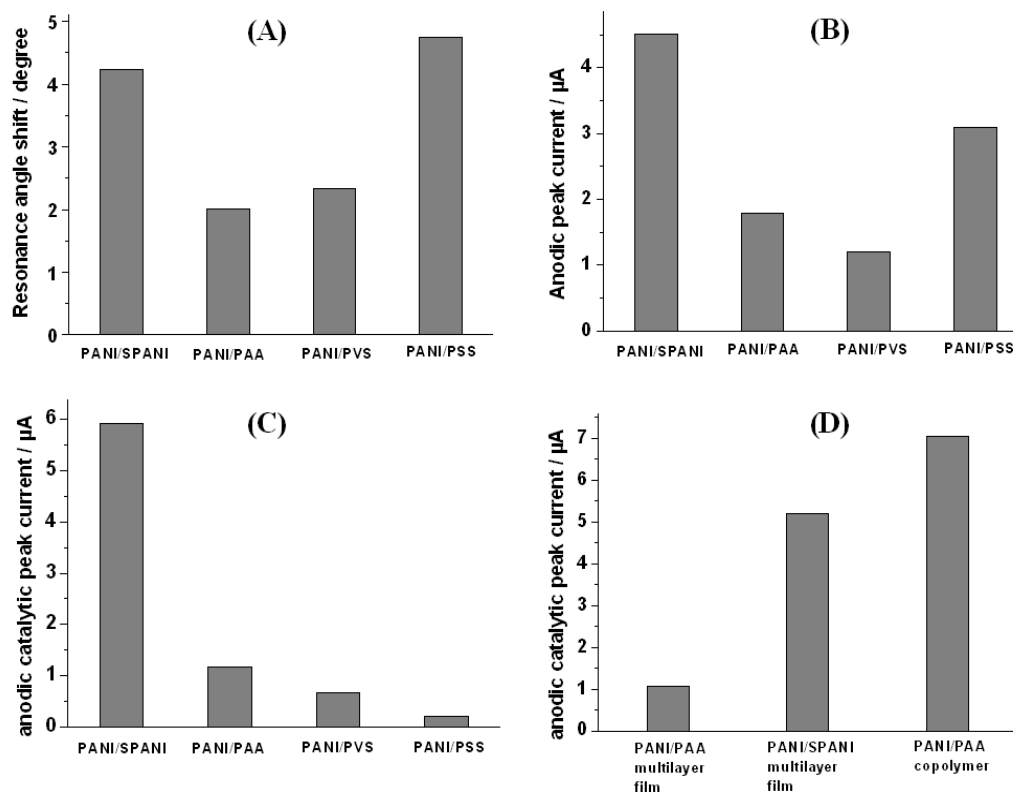 (A)
Resonance angle shift / degree
5
4
3
2
1
0
PANI/SPANI PANI/PAA PANI/PVS PANI/PSS
(B)
Anodic peak current / µA
4
3
2
1
0
PANI/SPANI PANI/PAA PANI/PVS PANI/PSS
(C)
anodic catalytic peak current / µA
6
5
4
3
2
1
0
PANI/SPANI PANI/PAA PANI/PVS PANI/PSS
(D)
anodic catalytic peak current / µA
7
6
5
4
3
2
1
0
PANI/PAA
multilayer
film
PANI/SPANI
multilayer
film
PANI/PAA
copolymer